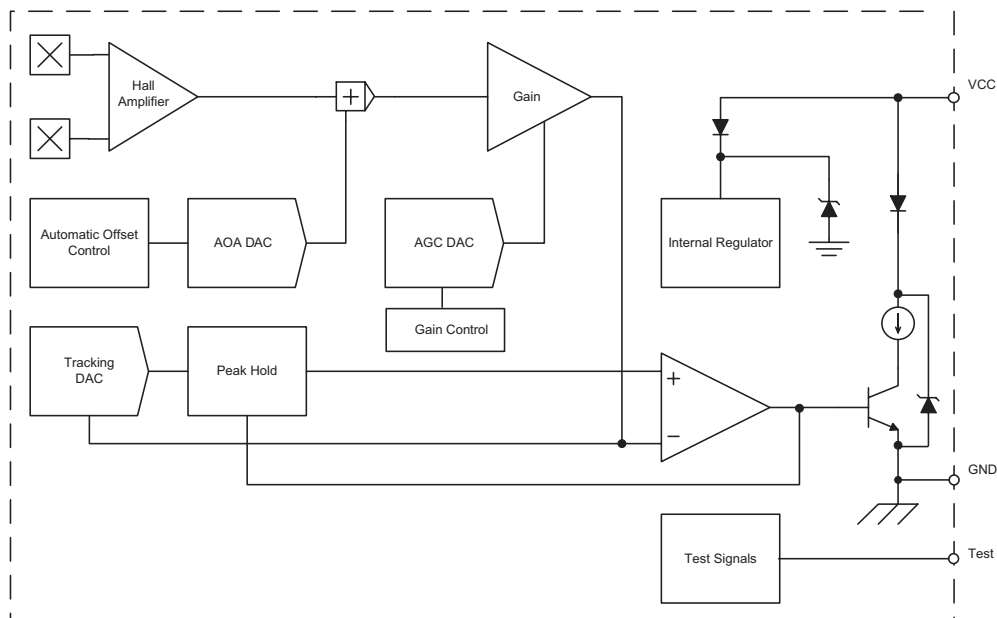 Hall
Amplifier
+
Gain
VCC
Automatic Offset
Control
AOA DAC
AGC DAC
Internal Regulator
Gain Control
Tracking
DAC
Peak Hold
+
−
GND
Test Signals
Test